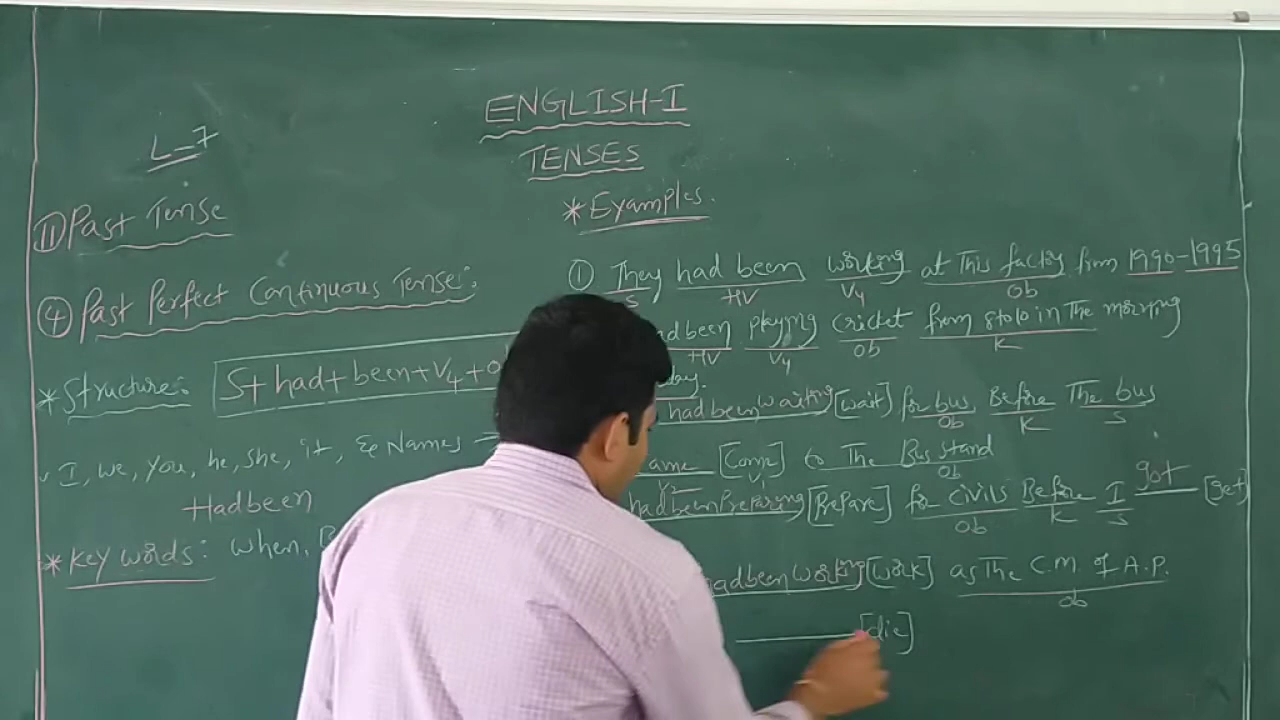 ENGLISH-I
L-7
TENSES
II) Past Tense
* Examples.
④ Past Perfect Continuous Tense:
① They had been working at This factory from 1990-1995
S HV V4 Ob
had been playing cricket from in The morning
HV V4 Ob K
day.
* Structure: S+ had+ been+V4+
had been waiting [wait] for bus Before The bus
Ob K S
I, we, you, he, she, it, & Names
Had been
came [Come] to The Bus stand
V2 V1 Ob
had been Preparing [Prepare] for Civils Before I got [get]
Ob K S
* Key words: when,
had been working [work] as The C.M. of A.P.
Ob
[die]